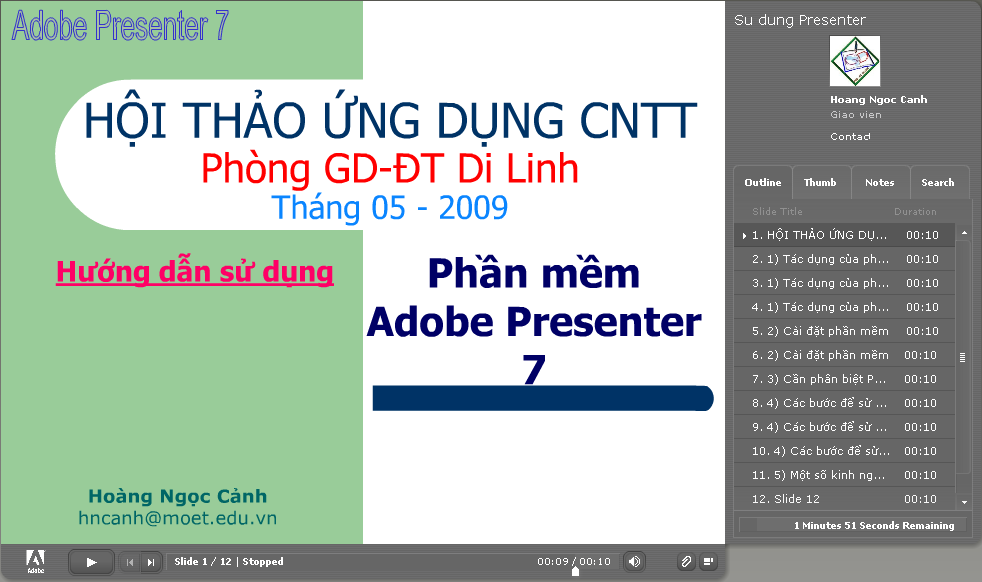 Adobe Presenter 7
HỘI THẢO ỨNG DỤNG CNTT
Phòng GD-ĐT Di Linh
Tháng 05 - 2009
Hướng dẫn sử dụng
Phần mềm
Adobe Presenter
7
Hoàng Ngọc Cảnh
hncanh@moet.edu.vn
Su dung Presenter
Hoang Ngoc Canh
Giao vien
Contact
Outline Thumb Notes Search
Slide Title Duration
1. HỘI THẢO ỨNG DỤ... 00:10
2. 1) Tác dụng của ph... 00:10
3. 1) Tác dụng của ph... 00:10
4. 1) Tác dụng của ph... 00:10
5. 2) Cài đặt phần mềm 00:10
6. 2) Cài đặt phần mềm 00:10
7. 3) Cần phân biệt P... 00:10
8. 4) Các bước để sử ... 00:10
9. 4) Các bước để sử ... 00:10
10. 4) Các bước để sử... 00:10
11. 5) Một số kinh ng... 00:10
12. Slide 12 00:10
1 Minutes 51 Seconds Remaining
Adobe
Slide 1 / 12 | Stopped
00:09 / 00:10